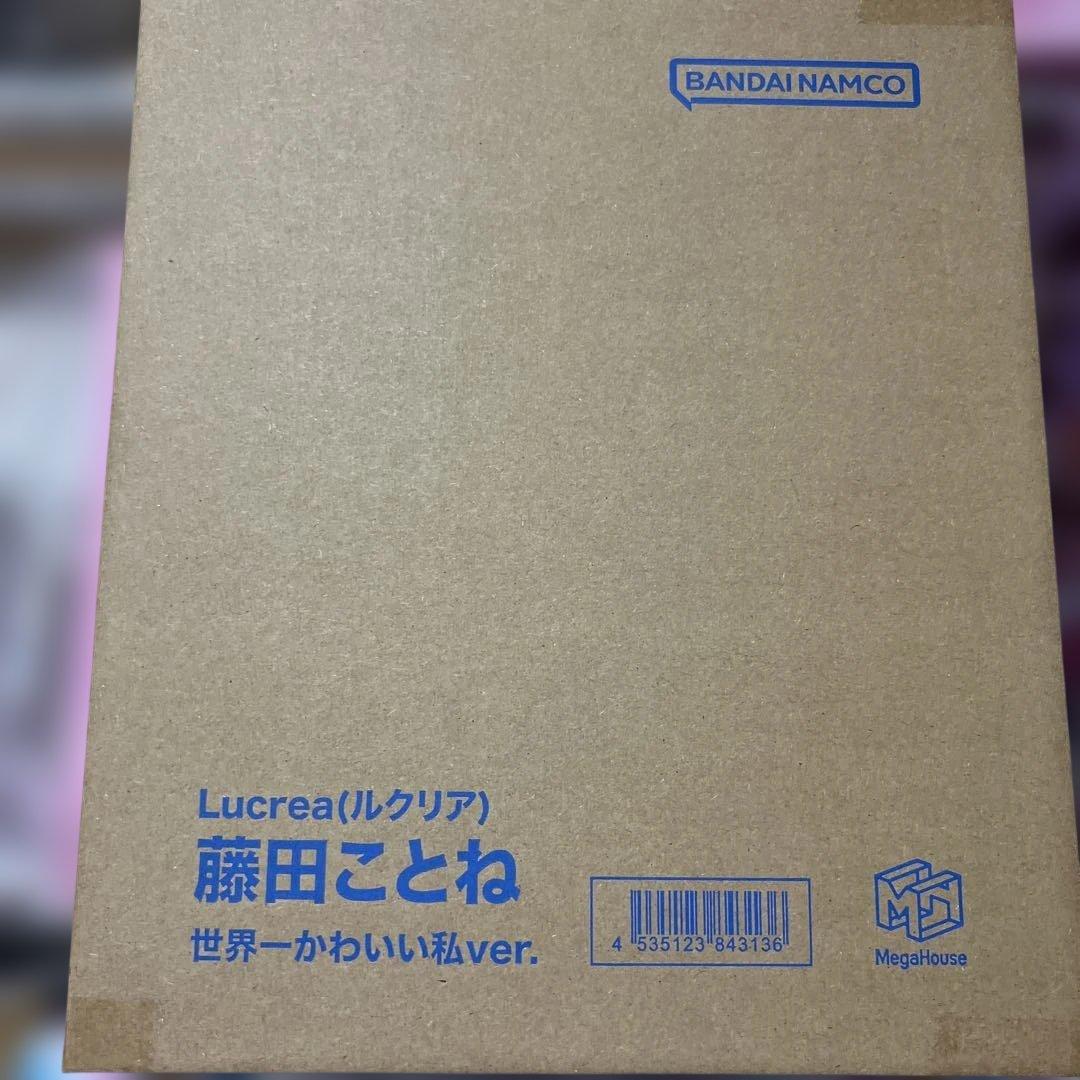 BANDAI NAMCO
Lucrea(ルクリア)
藤田ことね
世界一かわいい私ver.
4 535123 843136
MegaHouse